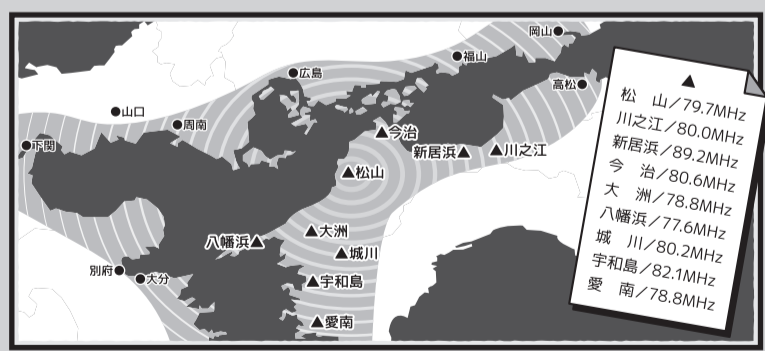 岡山
福山
広島
高松
山口
周南
下関
今治
新居浜
川之江
松山
八幡浜
大洲
城川
別府
大分
宇和島
愛南
松　山／79.7MHz
川之江／80.0MHz
新居浜／89.2MHz
今　治／80.6MHz
大　洲／78.8MHz
八幡浜／77.6MHz
城　川／80.2MHz
宇和島／82.1MHz
愛　南／78.8MHz